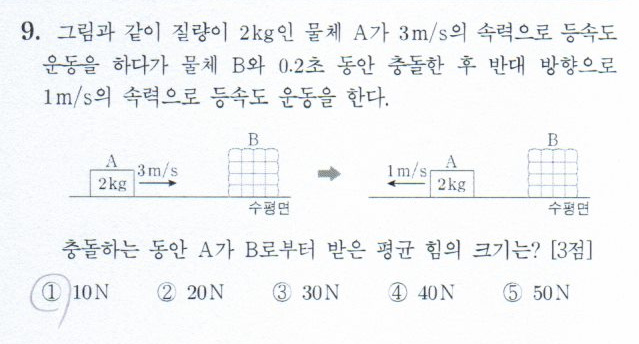 9. 그림과 같이 질량이 2kg인 물체 A가 3m/s의 속력으로 등속도
운동을 하다가 물체 B와 0.2초 동안 충돌한 후 반대 방향으로
1m/s의 속력으로 등속도 운동을 한다.
A 3m/s B 1m/s A B
2kg 2kg
수평면 수평면
충돌하는 동안 A가 B로부터 받은 평균 힘의 크기는? [3점]
① 10N ② 20N ③ 30N ④ 40N ⑤ 50N